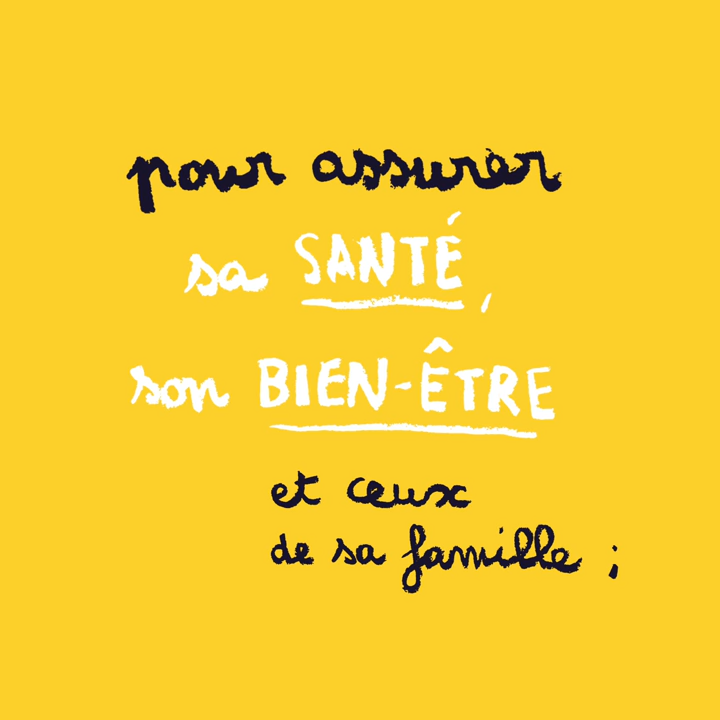 pour assurer
sa SANTÉ,
son BIEN-ÊTRE
et ceux
de sa famille ;